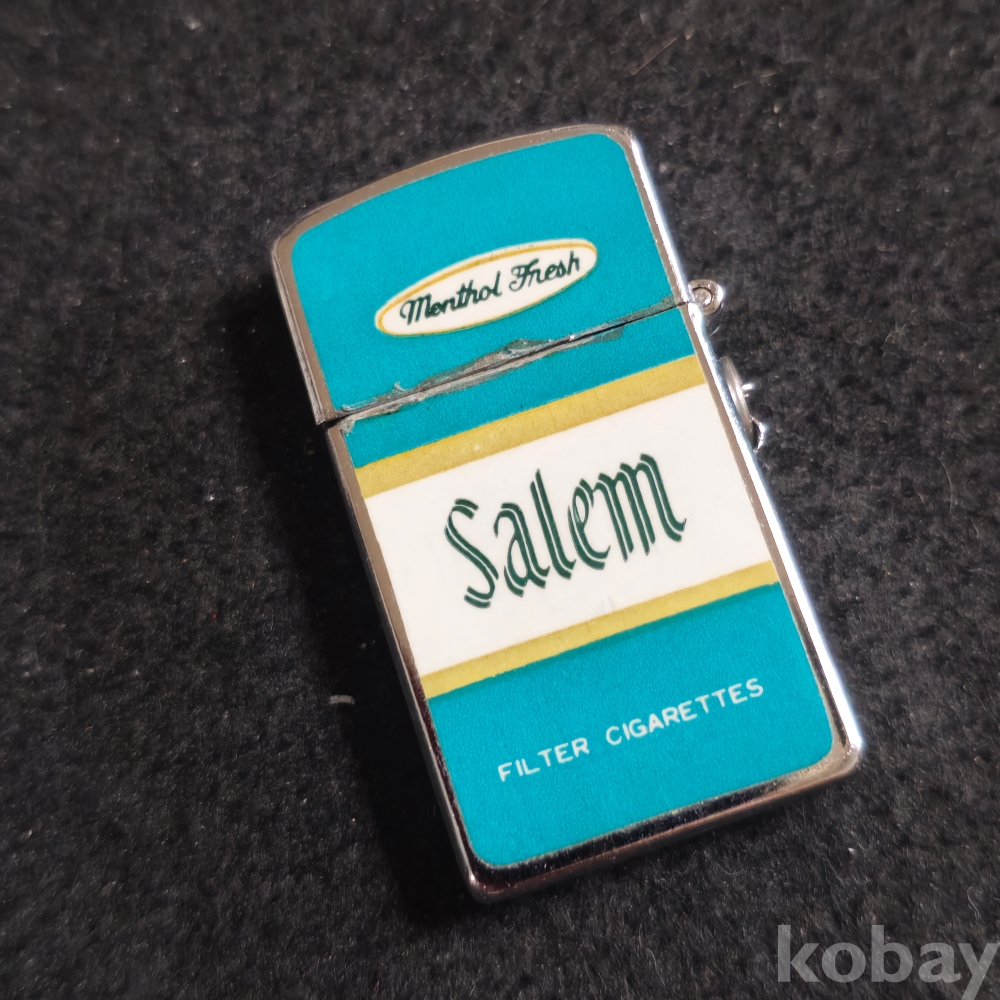 Menthol Fresh
Salem
FILTER CIGARETTES
kobay